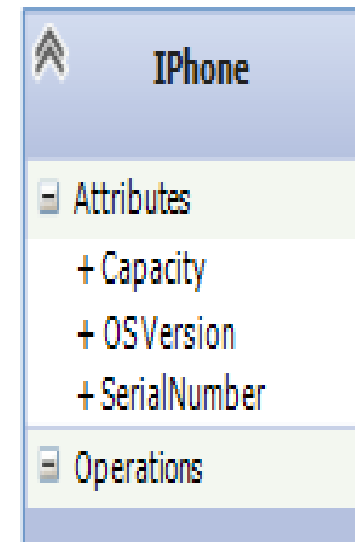 IPhone
Attributes
+ Capacity
+ OSVersion
+ SerialNumber
Operations